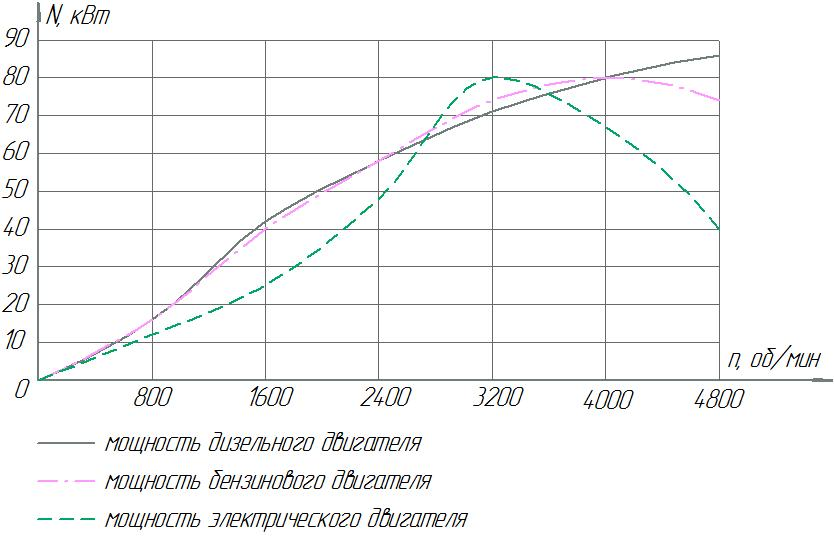 N, кВт
90
80
70
60
50
40
30
20
10
0
n, об/мин
800 1600 2400 3200 4000 4800
мощность дизельного двигателя
мощность бензинового двигателя
мощность электрического двигателя